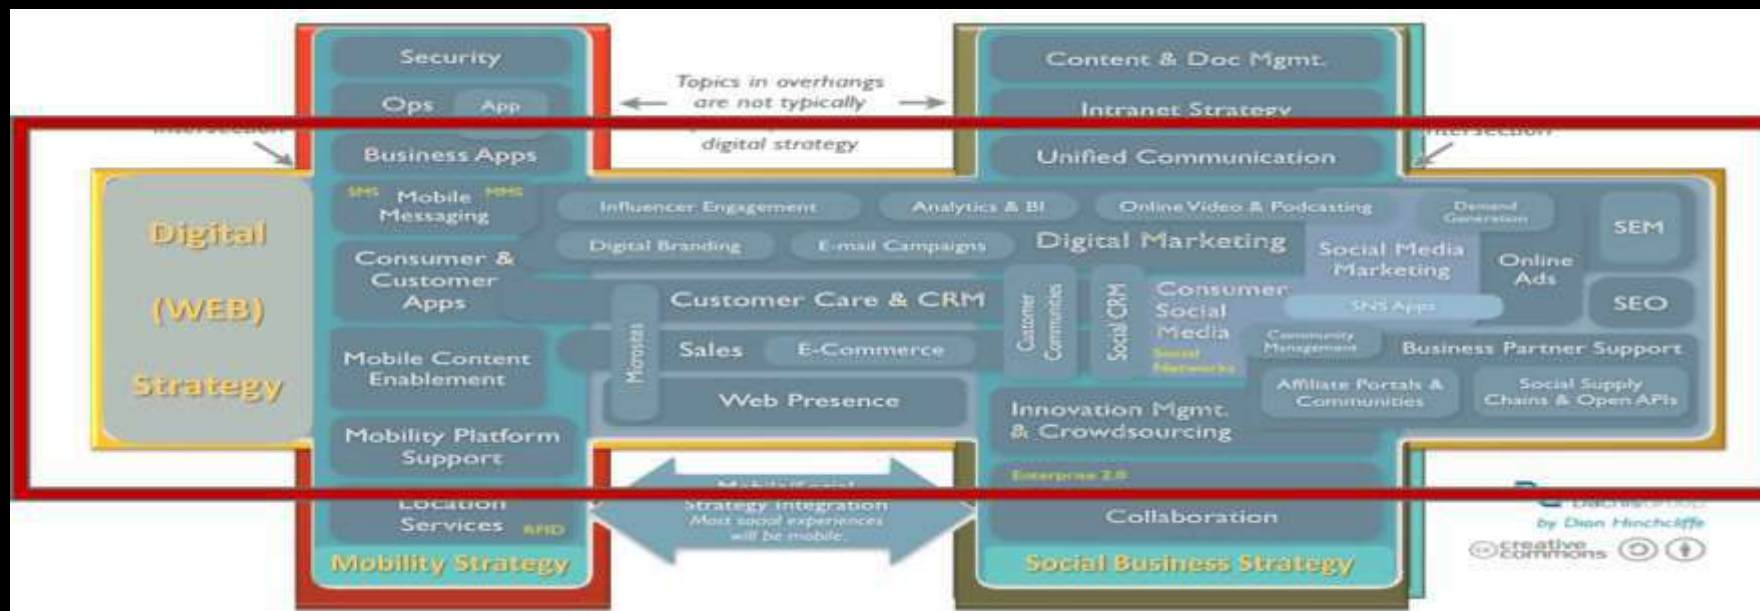 Security
Ops App
Business Apps
SMS Mobile MMS
Messaging
Consumer &
Customer
Apps
Mobile Content
Enablement
Mobility Platform
Support
Location
Services RFID
Mobility Strategy
Topics in overhangs
are not typically
digital strategy
Content & Doc Mgmt.
Intranet Strategy
Unified Communication
Digital
(WEB)
Strategy
Influencer Engagement
Analytics & BI
Online Video & Podcasting
Demand
Generation
SEM
Digital Branding
E-mail Campaigns
Digital Marketing
Social Media
Marketing
Online
Ads
SEO
Customer Care & CRM
Microsites
Customer
Communities
Social CRM
Consumer
Social
Media
Social
Networks
SNS Apps
Sales
E-Commerce
Community
Management
Business Partner Support
Web Presence
Affiliate Portals &
Communities
Social Supply
Chains & Open APIs
Innovation Mgmt.
& Crowdsourcing
Enterprise 2.0
Collaboration
Social Business Strategy
Strategy Integration
Most social experiences
will be mobile.
by Dion Hinchcliffe
cc creative
commons